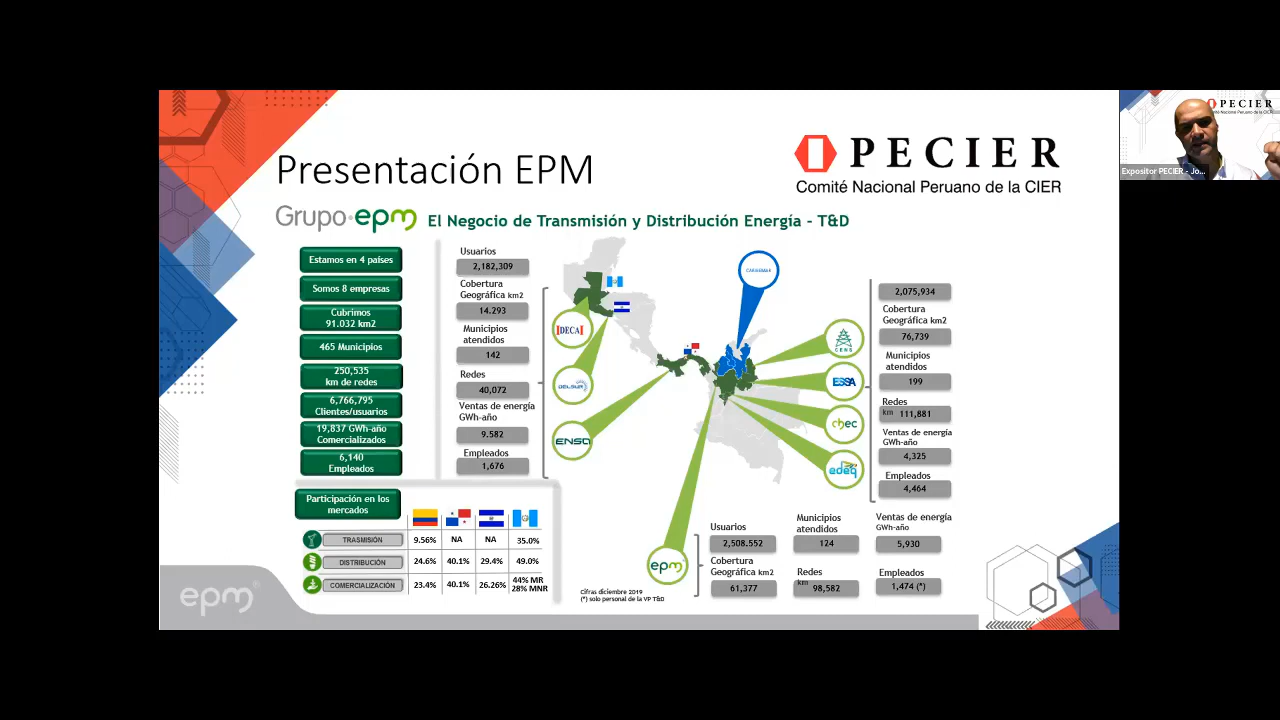 Presentación EPM
PECIER
Comité Nacional Peruano de la CIER
Grupo epm
El Negocio de Transmisión y Distribución Energía - T&D
Estamos en 4 países
Somos 8 empresas
Cubrimos
91.032 km2
465 Municipios
250,535
km de redes
6,766,795
Clientes/usuarios
19,837 GWh-año
Comercializados
6,140
Empleados
Usuarios
2,182,309
Cobertura
Geográfica km2
14.293
Municipios
atendidos
142
Redes
40,072
Ventas de energía
GWh-año
9.582
Empleados
1,676
DECA
DELSUR
ENSA
CARIBEMAR
CENS
ESSA
chec
edeq
epm
2,075,934
Cobertura
Geográfica km2
76,739
Municipios
atendidos
199
Redes
km 111,881
Ventas de energía
GWh-año
4,325
Empleados
4,464
Participación en los
mercados
TRASMISIÓN 9.56% NA NA 35.0%
DISTRIBUCIÓN 24.6% 40.1% 29.4% 49.0%
COMERCIALIZACIÓN 23.4% 40.1% 26.26% 44% MR
28% MNR
Usuarios
2,508.552
Cobertura
Geográfica km2
61,377
Municipios
atendidos
124
Redes
km 98,582
Ventas de energía
GWh-año
5,930
Empleados
1,474 (*)
Cifras diciembre 2019
(*) solo personal de la VP T&D
epm®
PECIER
Comité Nacional Peruano de la CIER
Expositor PECIER - Jo...